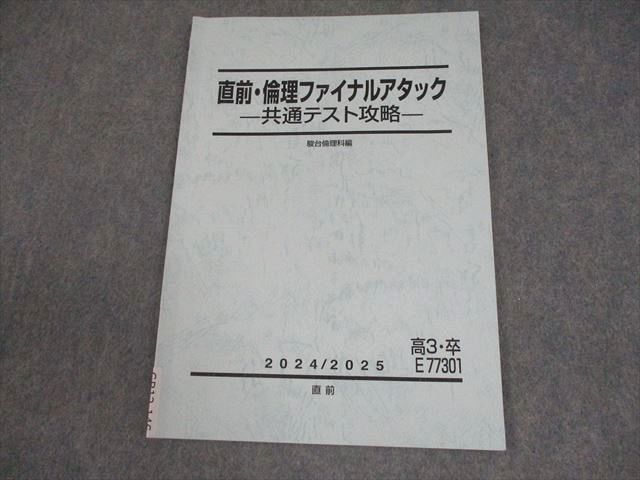 直前・倫理ファイナルアタック
―共通テスト攻略―
駿台倫理科編
高3・卒
2024/2025
E77301
直前